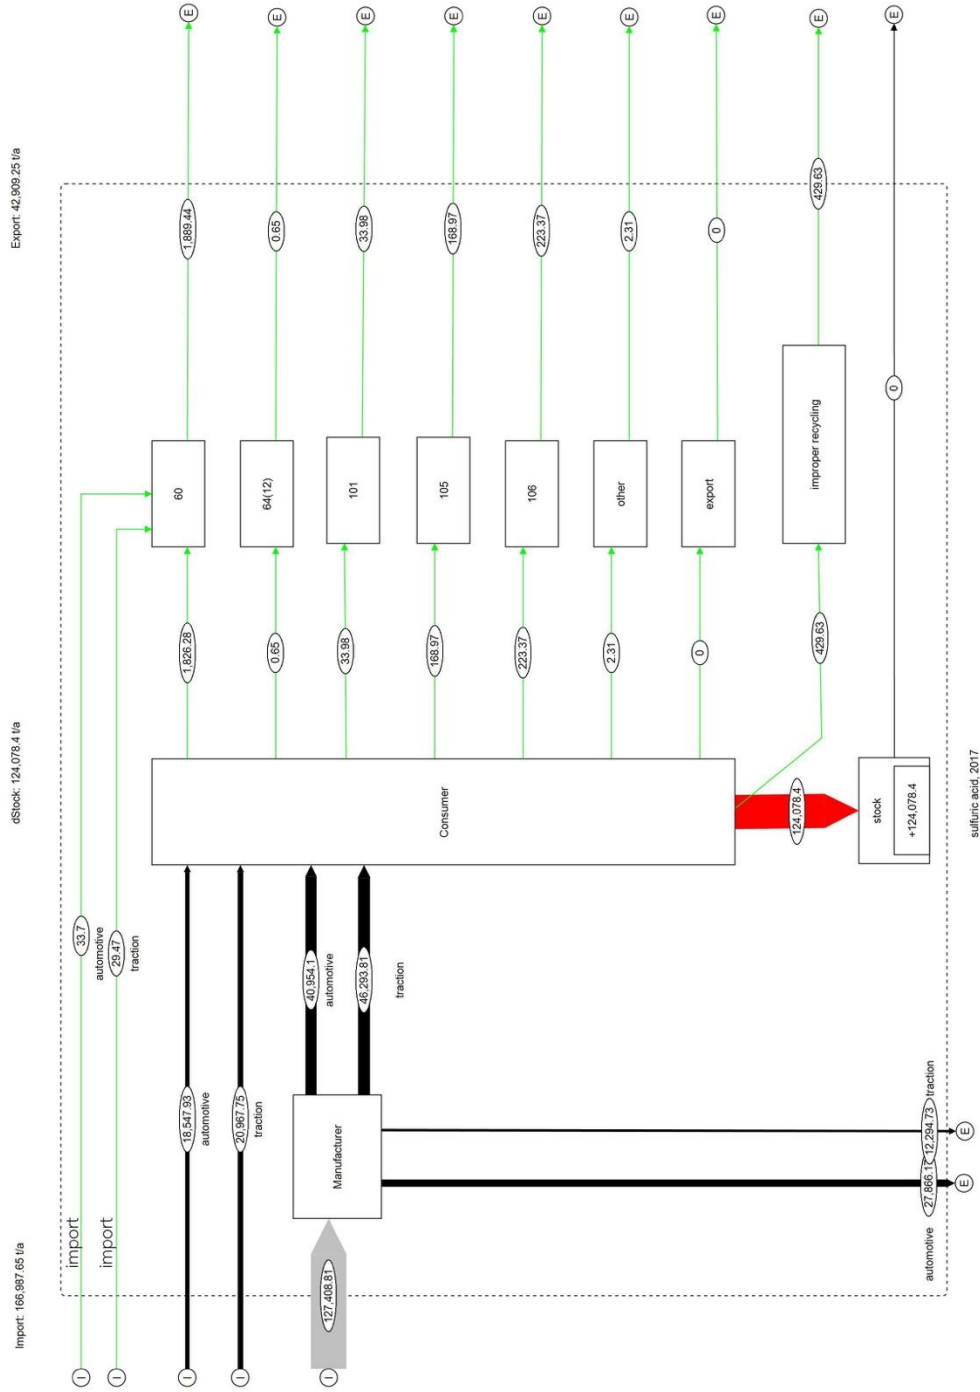 Import: 166,987.65 t/a
dStock: 124,078.4 t/a
Export: 42,909.25 t/a
I
import
33.7
automotive
I
import
29.47
traction
I
18,547.93
automotive
I
20,967.75
traction
I
127,408.81
Manufacturer
40,954.1
automotive
46,293.81
traction
automotive
E
12,294.73
traction
E
Consumer
1,826.28
60
1,889.44
E
0.65
64(12)
0.65
E
33.98
101
33.98
E
168.97
105
168.97
E
223.37
106
223.37
E
2.31
other
2.31
E
0
export
0
E
429.63
improper recycling
429.63
E
124,078.4
stock
+124,078.4
0
E
sulfuric acid, 2017